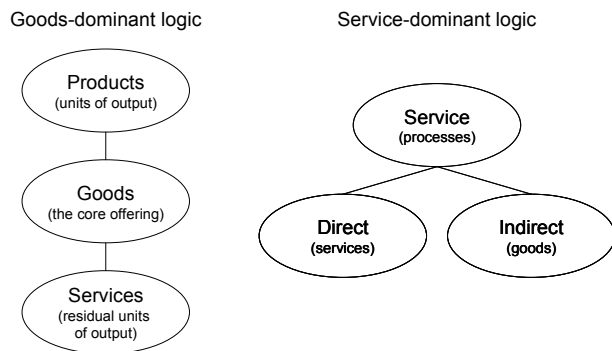 Goods-dominant logic
Products
(units of output)
Goods
(the core offering)
Services
(residual units
of output)
Service-dominant logic
Service
(processes)
Direct
(services)
Indirect
(goods)